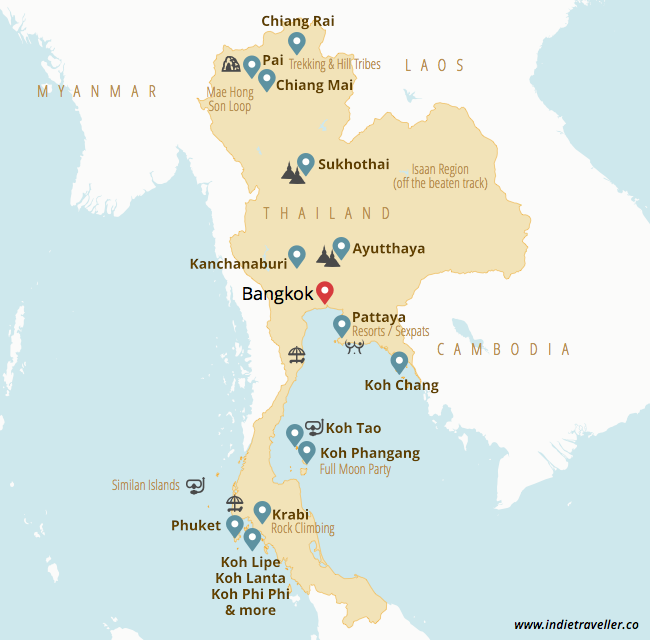 Chiang Rai
Pai
Trekking & Hill Tribes
LAOS
MYANMAR
Chiang Mai
Mae Hong
Son Loop
Sukhothai
Isaan Region
(off the beaten track)
THAILAND
Ayutthaya
Kanchanaburi
Bangkok
Pattaya
Resorts / Sexpats
CAMBODIA
Koh Chang
Koh Tao
Koh Phangang
Full Moon Party
Similan Islands
Krabi
Phuket
Rock Climbing
Koh Lipe
Koh Lanta
Koh Phi Phi
& more
www.indietraveller.co